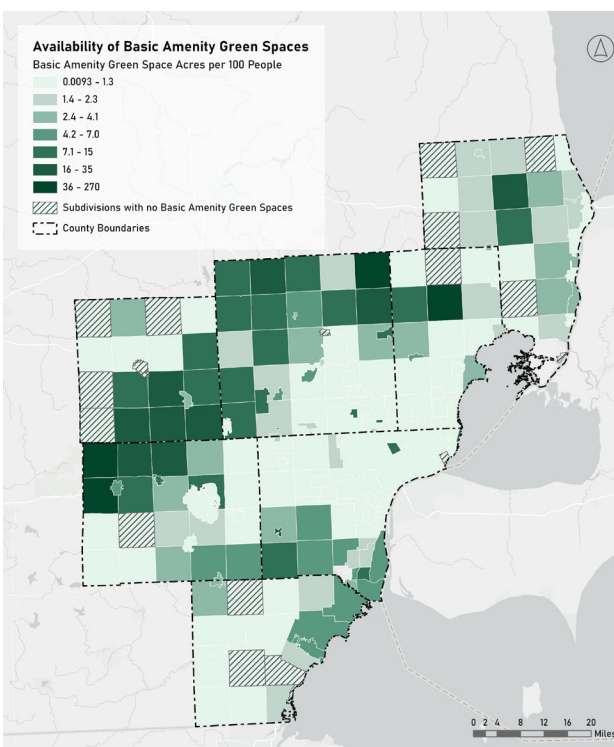 Availability of Basic Amenity Green Spaces
Basic Amenity Green Space Acres per 100 People
0.0093 - 1.3
1.4 - 2.3
2.4 - 4.1
4.2 - 7.0
7.1 - 15
16 - 35
36 - 270
Subdivisions with no Basic Amenity Green Spaces
County Boundaries
0 2 4 8 12 16 20
Miles